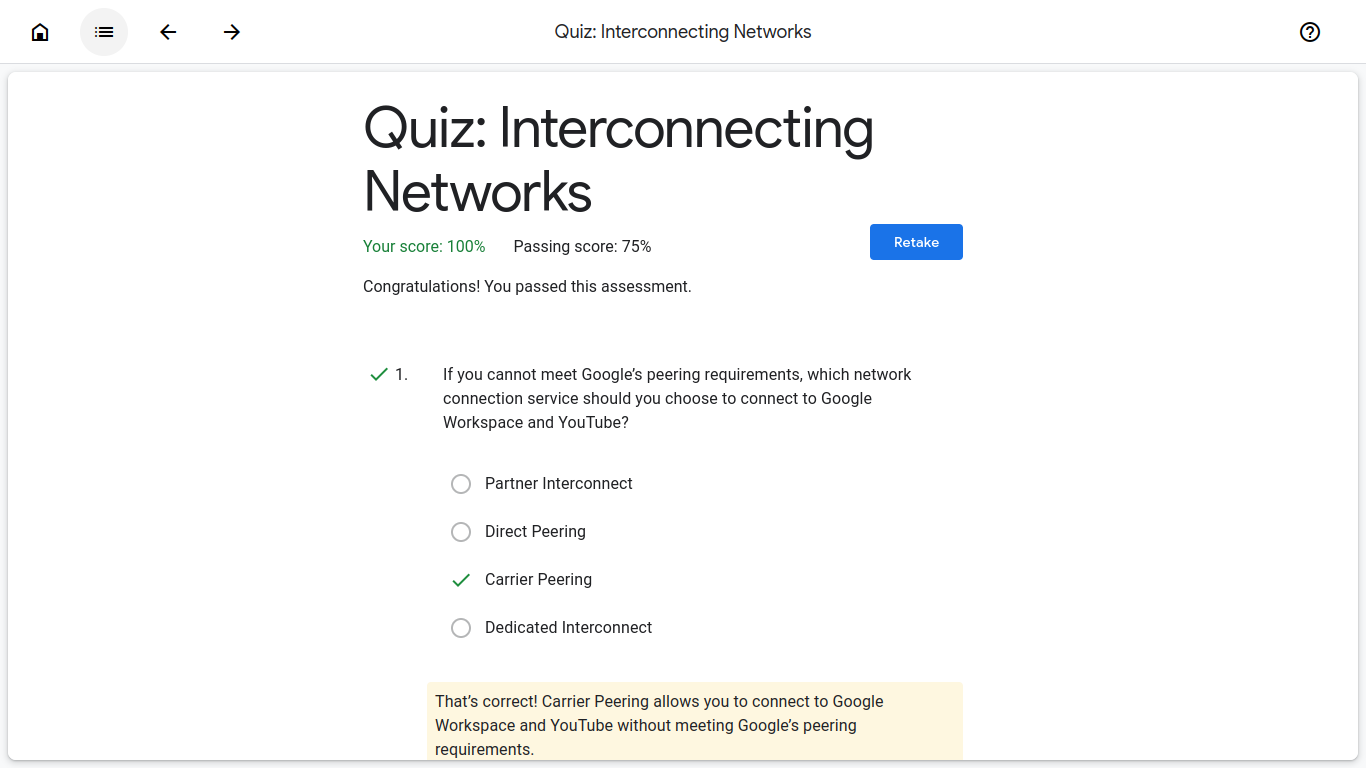 Quiz: Interconnecting Networks
Quiz: Interconnecting
Networks
Your score: 100% Passing score: 75%
Retake
Congratulations! You passed this assessment.
1. If you cannot meet Google’s peering requirements, which network
connection service should you choose to connect to Google
Workspace and YouTube?
Partner Interconnect
Direct Peering
Carrier Peering
Dedicated Interconnect
That’s correct! Carrier Peering allows you to connect to Google
Workspace and YouTube without meeting Google’s peering
requirements.